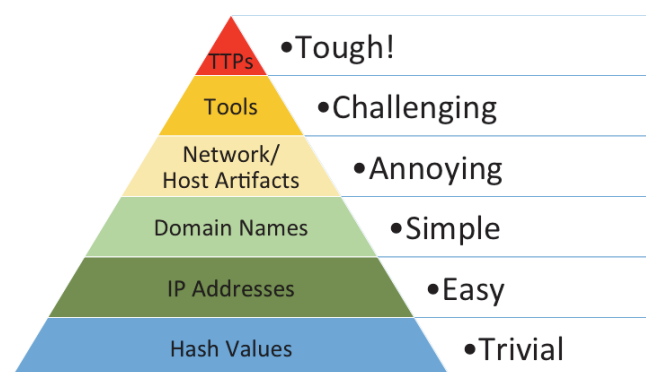 TTPs
•Tough!
Tools
•Challenging
Network/
Host Artifacts
•Annoying
Domain Names
•Simple
IP Addresses
•Easy
Hash Values
•Trivial